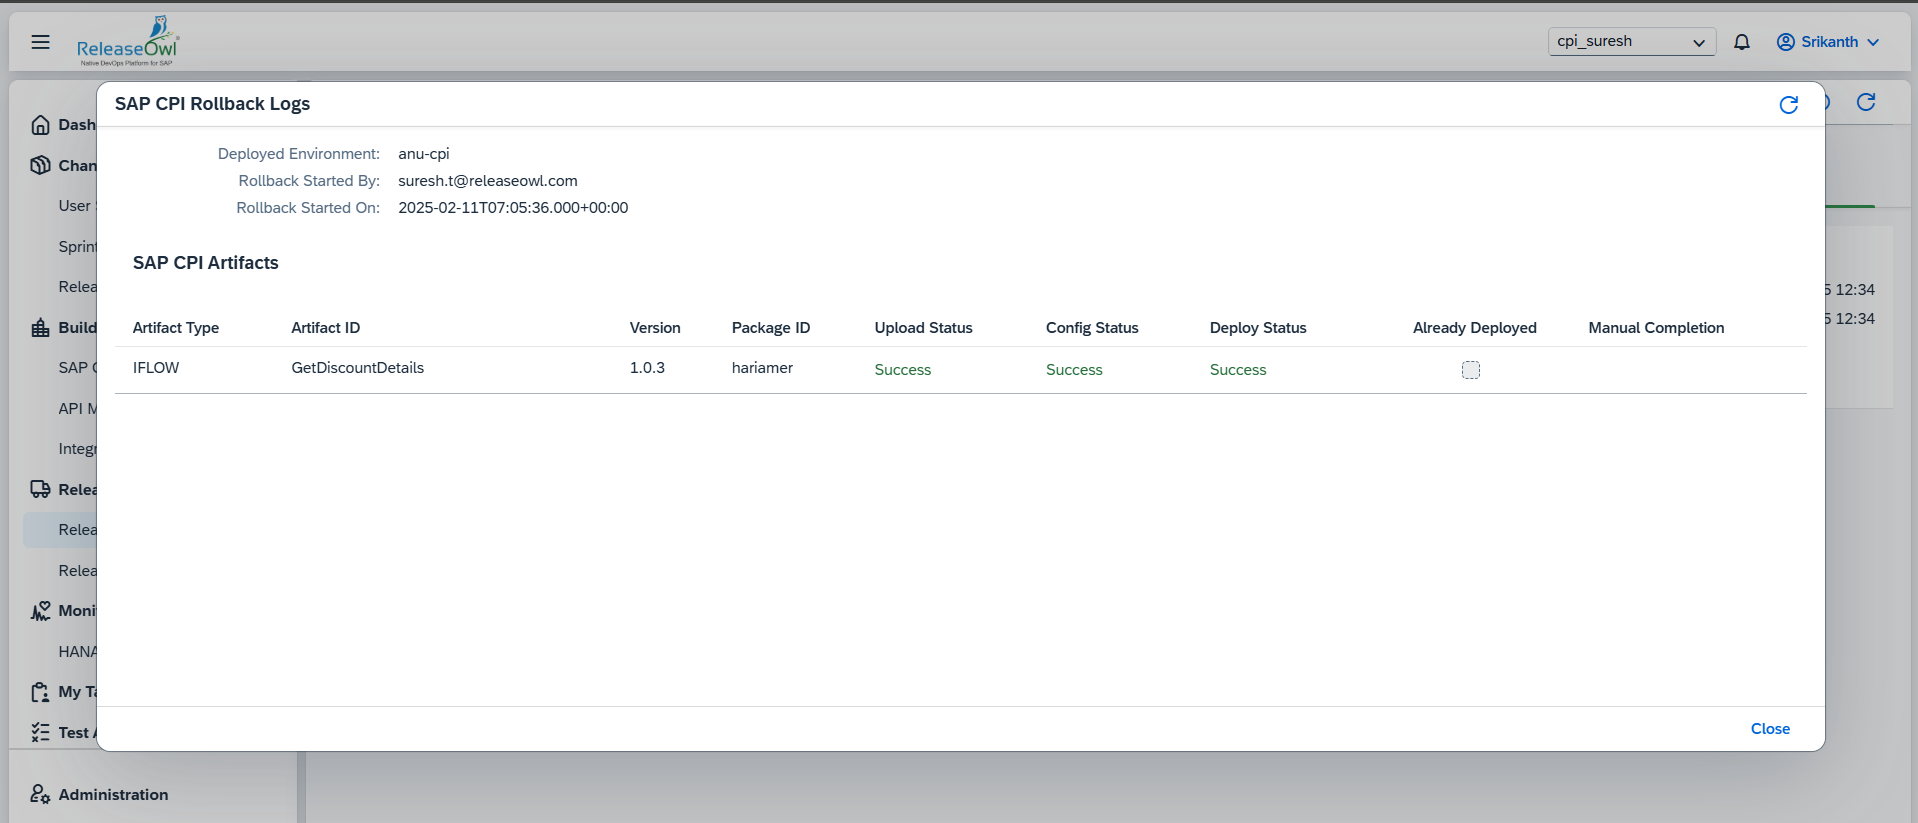 ReleaseOwl
Native DevOps Platform for SAP
cpi_suresh
Srikanth
SAP CPI Rollback Logs
Deployed Environment: anu-cpi
Rollback Started By: suresh.t@releaseowl.com
Rollback Started On: 2025-02-11T07:05:36.000+00:00
SAP CPI Artifacts
Artifact Type Artifact ID Version Package ID Upload Status Config Status Deploy Status Already Deployed Manual Completion
IFLOW GetDiscountDetails 1.0.3 hariamer Success Success Success
Close
Dash
Chan
User
Sprint
Relea
Build
SAP
API M
Integr
Relea
Relea
Relea
Moni
HANA
My Ta
Test A
Administration
5 12:34
5 12:34